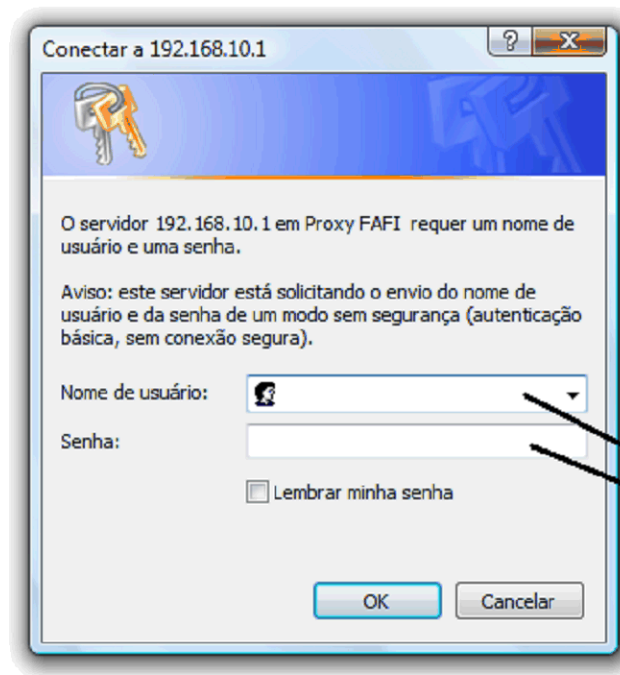 Conectar a 192.168.10.1
O servidor 192.168.10.1 em Proxy FAFI requer um nome de
usuário e uma senha.
Aviso: este servidor está solicitando o envio do nome de
usuário e da senha de um modo sem segurança (autenticação
básica, sem conexão segura).
Nome de usuário:
Senha:
Lembrar minha senha
OK
Cancelar